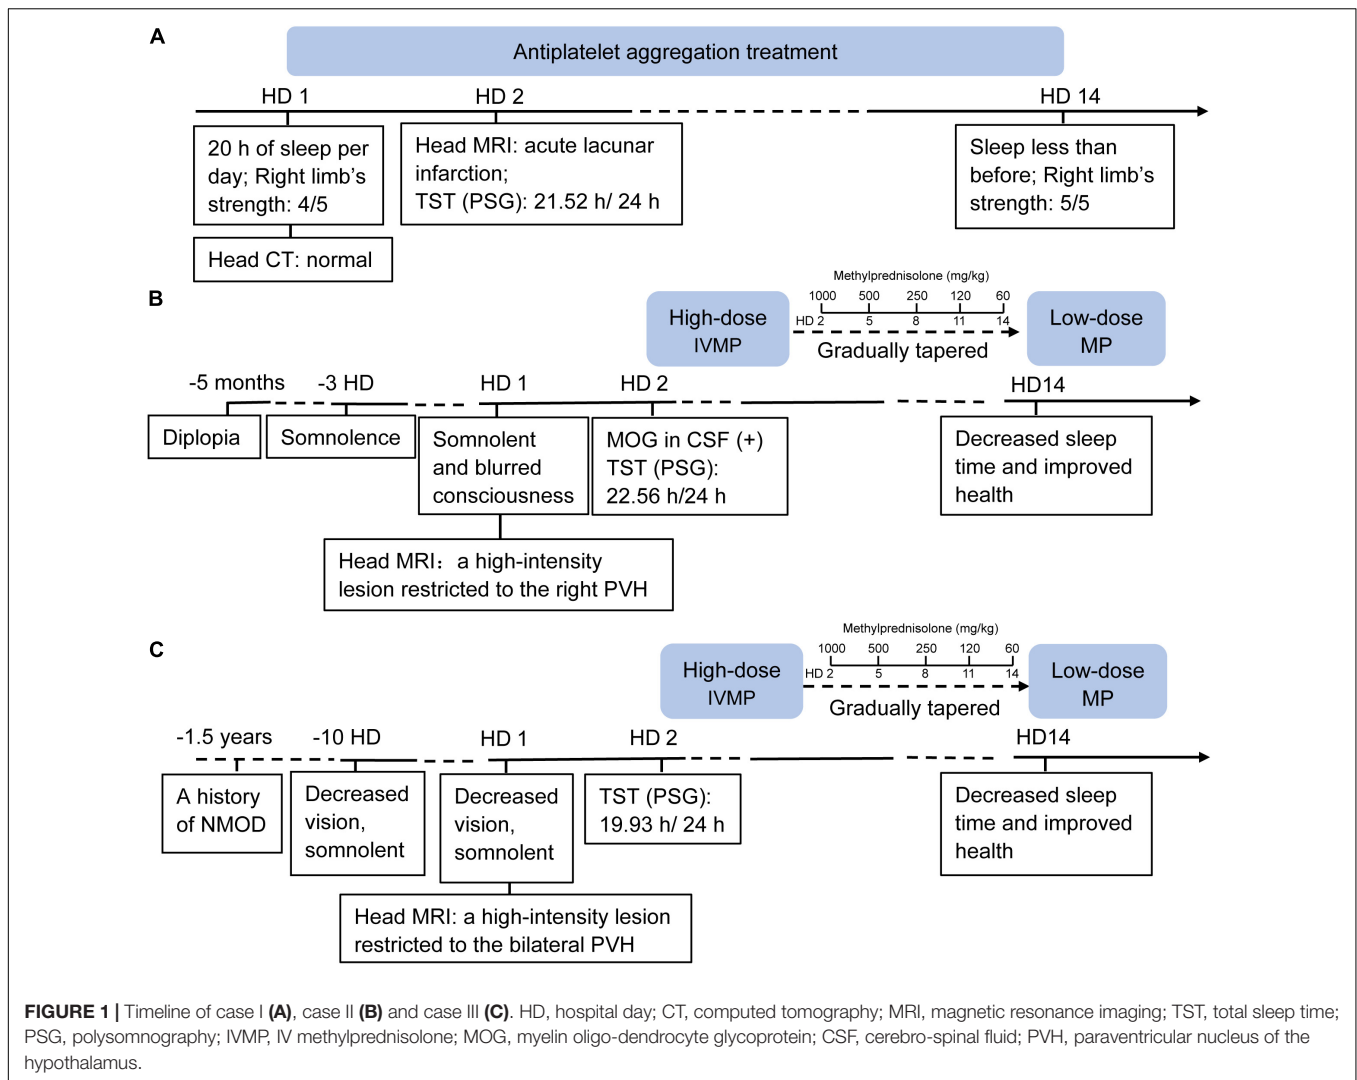 A
Antiplatelet aggregation treatment
HD 1
HD 2
HD 14
20 h of sleep per
day; Right limb's
strength: 4/5
Head CT: normal
Head MRI: acute lacunar
infarction;
TST (PSG): 21.52 h/ 24 h
Sleep less than
before; Right limb's
strength: 5/5
B
High-dose
IVMP
Methylprednisolone (mg/kg)
1000 500 250 120 60
HD 2 5 8 11 14
Gradually tapered
Low-dose
MP
-5 months
-3 HD
HD 1
HD 2
HD14
Diplopia
Somnolence
Somnolent
and blurred
consciousness
MOG in CSF (+)
TST (PSG):
22.56 h/24 h
Decreased sleep
time and improved
health
Head MRI：a high-intensity
lesion restricted to the right PVH
C
High-dose
IVMP
Methylprednisolone (mg/kg)
1000 500 250 120 60
HD 2 5 8 11 14
Gradually tapered
Low-dose
MP
-1.5 years
-10 HD
HD 1
HD 2
HD14
A history
of NMOD
Decreased
vision,
somnolent
Decreased
vision,
somnolent
TST (PSG):
19.93 h/ 24 h
Decreased sleep
time and improved
health
Head MRI: a high-intensity lesion
restricted to the bilateral PVH
FIGURE 1 | Timeline of case I (A), case II (B) and case III (C). HD, hospital day; CT, computed tomography; MRI, magnetic resonance imaging; TST, total sleep time;
PSG, polysomnography; IVMP, IV methylprednisolone; MOG, myelin oligo-dendrocyte glycoprotein; CSF, cerebro-spinal fluid; PVH, paraventricular nucleus of the
hypothalamus.